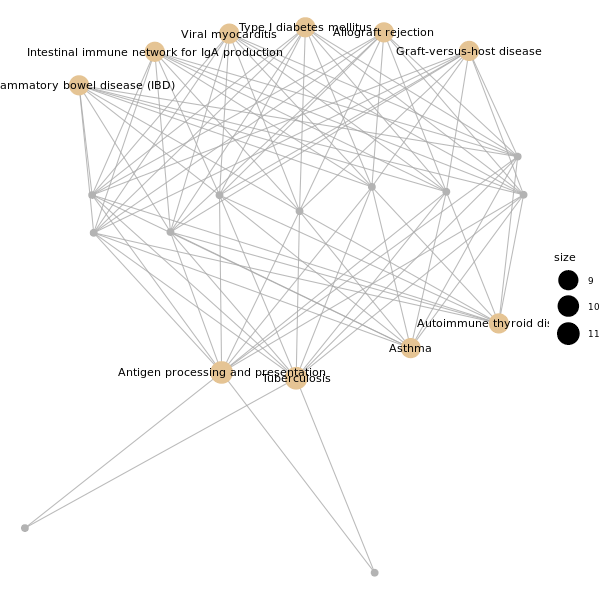 Type I diabetes mellitus
Viral myocarditis
Allograft rejection
Intestinal immune network for IgA production
Graft-versus-host disease
ammatory bowel disease (IBD)
size
9
10
11
Autoimmune thyroid dis
Asthma
Antigen processing and presentation
Tuberculosis